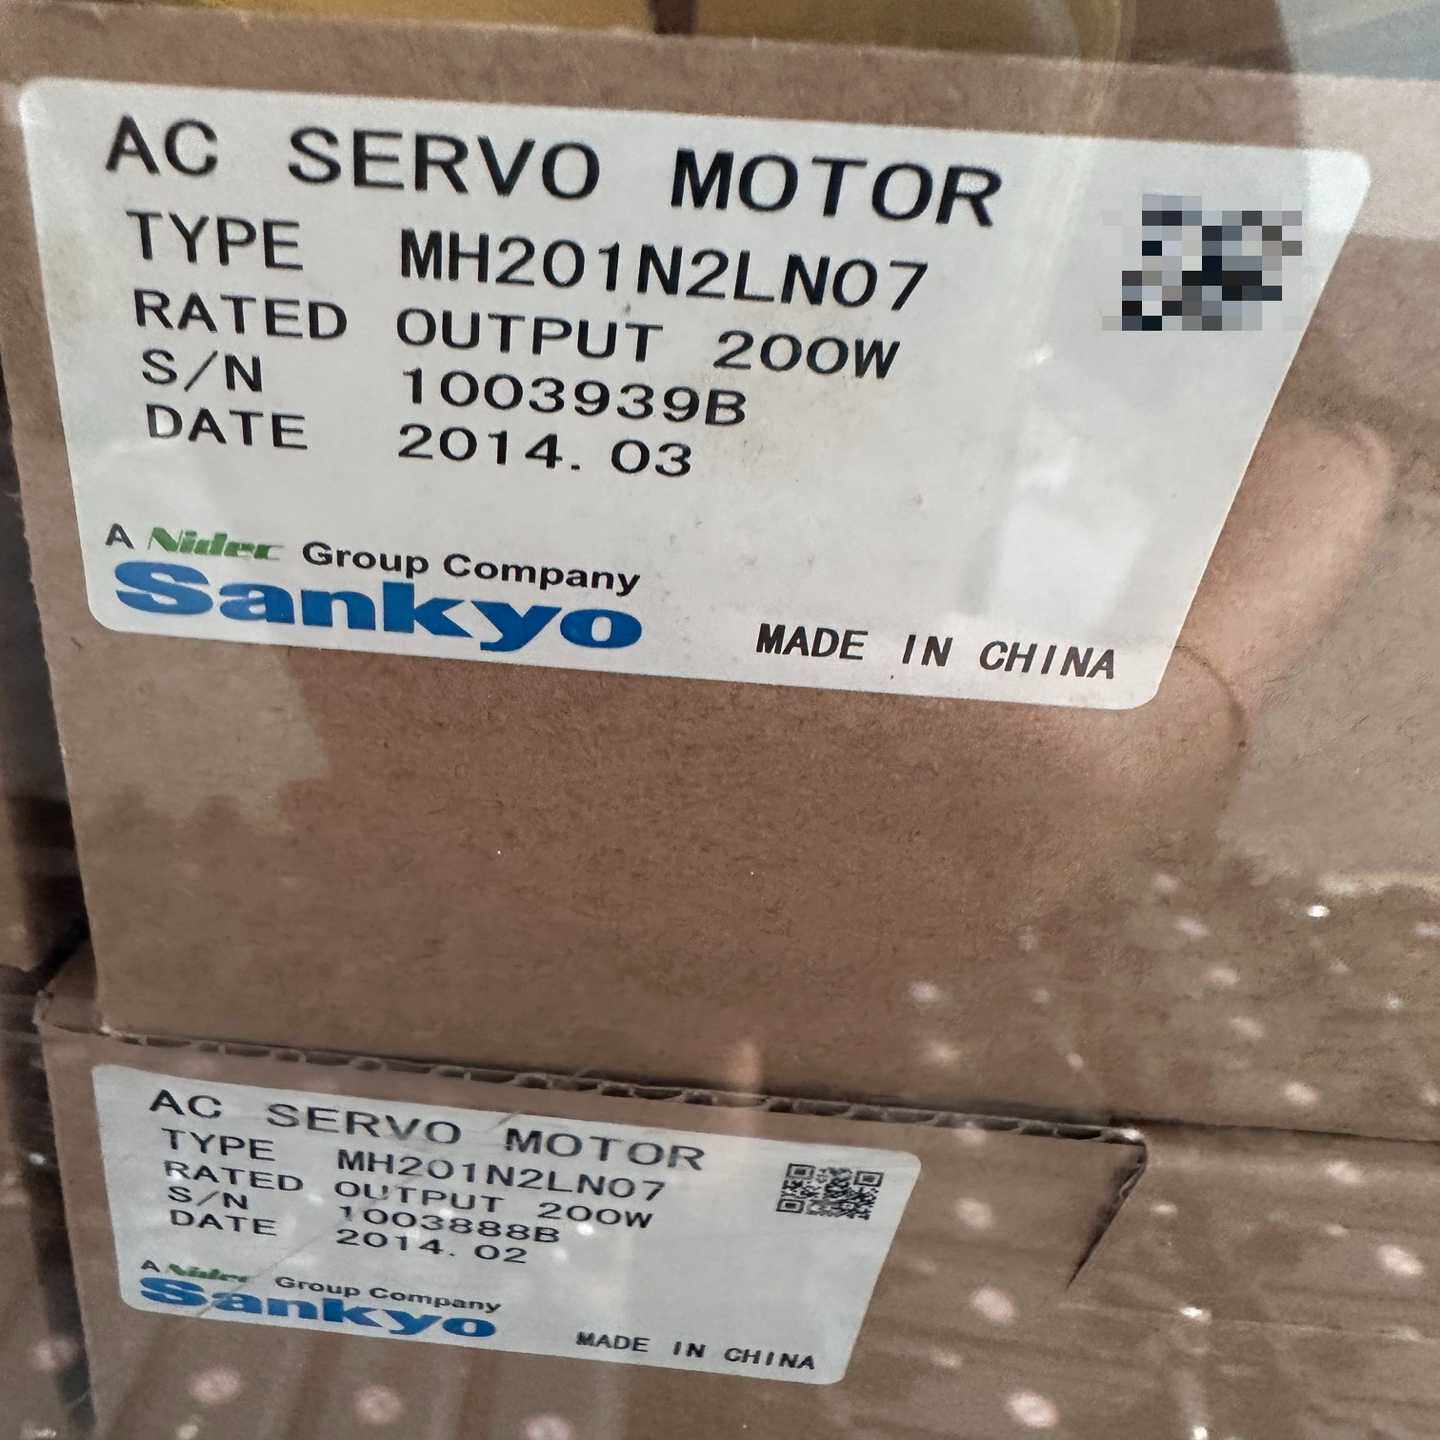 AC SERVO MOTOR
TYPE MH201N2LN07
RATED OUTPUT 200W
S/N 1003939B
DATE 2014.03
A Nidec Group Company
Sankyo
MADE IN CHINA
AC SERVO MOTOR
TYPE MH201N2LN07
RATED OUTPUT 200W
S/N 1003888B
DATE 2014.02
A Nidec Group Company
Sankyo
MADE IN CHINA